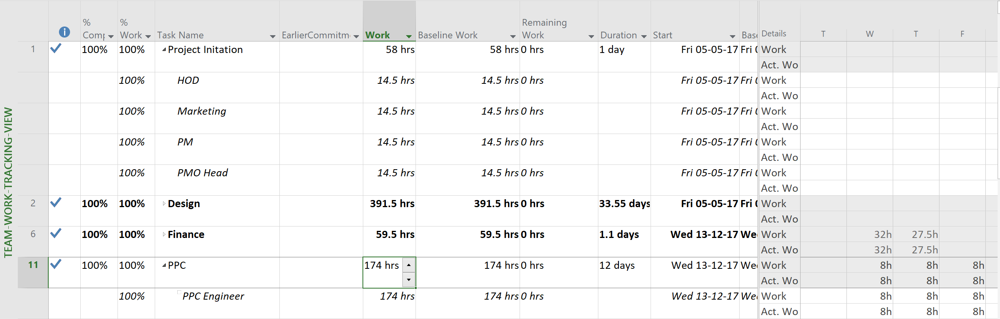 TEAM-WORK-TRACKING-VIEW
% Comp % Work Task Name EarlierCommitm Work Baseline Work Remaining Work Duration Start Base Details T W T F
1 100% 100% Project Initation 58 hrs 58 hrs 0 hrs 1 day Fri 05-05-17 Fri 0 Work
Act. Wo
100% HOD 14.5 hrs 14.5 hrs 0 hrs Fri 05-05-17 Fri 0 Work
Act. Wo
100% Marketing 14.5 hrs 14.5 hrs 0 hrs Fri 05-05-17 Fri 0 Work
Act. Wo
100% PM 14.5 hrs 14.5 hrs 0 hrs Fri 05-05-17 Fri 0 Work
Act. Wo
100% PMO Head 14.5 hrs 14.5 hrs 0 hrs Fri 05-05-17 Fri 0 Work
Act. Wo
2 100% 100% Design 391.5 hrs 391.5 hrs 0 hrs 33.55 days Fri 05-05-17 Fri 0 Work
Act. Wo
6 100% 100% Finance 59.5 hrs 59.5 hrs 0 hrs 1.1 days Wed 13-12-17 We Work 32h 27.5h
Act. Wo 32h 27.5h
11 100% 100% PPC 174 hrs 174 hrs 0 hrs 12 days Wed 13-12-17 We Work 8h 8h 8h
Act. Wo 8h 8h 8h
100% PPC Engineer 174 hrs 174 hrs 0 hrs Wed 13-12-17 We Work 8h 8h 8h
Act. Wo 8h 8h 8h